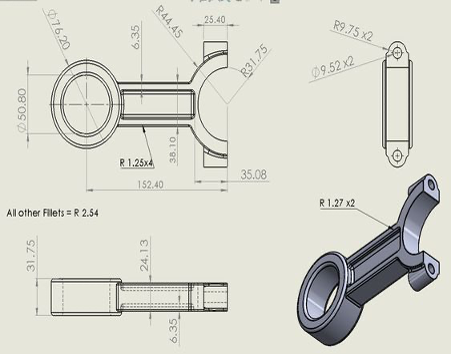 Ø76.20
R44.45
25.40
6.35
R31.75
R9.75 x2
Ø9.52 x2
Ø50.80
38.10
R 1.25x4
35.08
152.40
All other Fillets = R 2.54
R 1.27 x2
31.75
24.13
6.35